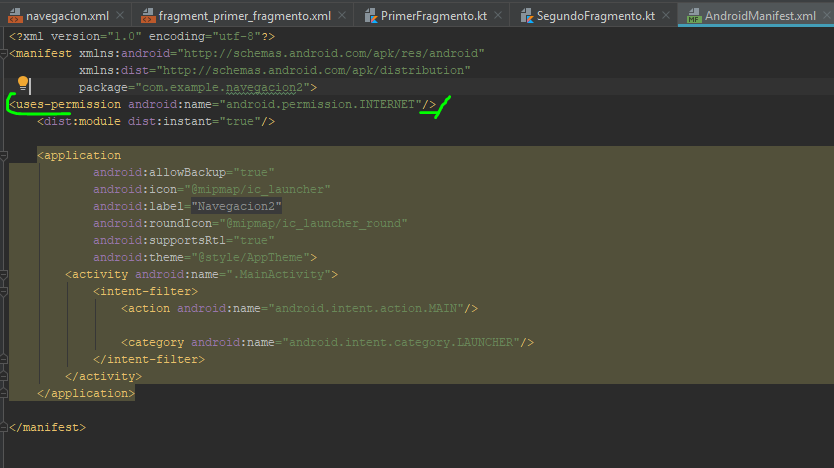 navegacion.xml fragment_primer_fragmento.xml PrimerFragmento.kt SegundoFragmento.kt AndroidManifest.xml
<?xml version="1.0" encoding="utf-8"?>
<manifest xmlns:android="http://schemas.android.com/apk/res/android"
xmlns:dist="http://schemas.android.com/apk/distribution"
package="com.example.navegacion2">
<uses-permission android:name="android.permission.INTERNET"/>
<dist:module dist:instant="true"/>
<application
android:allowBackup="true"
android:icon="@mipmap/ic_launcher"
android:label="Navegacion2"
android:roundIcon="@mipmap/ic_launcher_round"
android:supportsRtl="true"
android:theme="@style/AppTheme">
<activity android:name=".MainActivity">
<intent-filter>
<action android:name="android.intent.action.MAIN"/>
<category android:name="android.intent.category.LAUNCHER"/>
</intent-filter>
</activity>
</application>
</manifest>